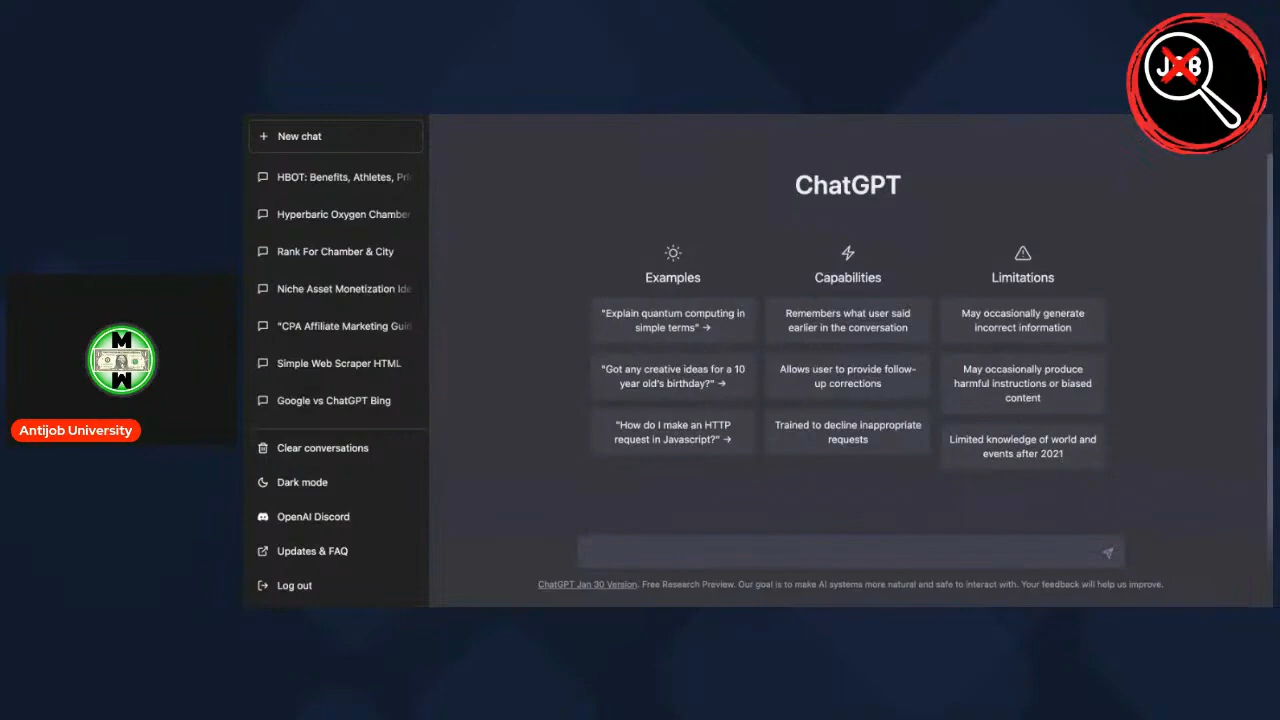 JOB
New chat
HBOT: Benefits, Athletes, Pri
Hyperbaric Oxygen Chamber
Rank For Chamber & City
Niche Asset Monetization Ide
"CPA Affiliate Marketing Guid
Simple Web Scraper HTML
Google vs ChatGPT Bing
Clear conversations
Dark mode
OpenAI Discord
Updates & FAQ
Log out
ChatGPT
Examples
"Explain quantum computing in
simple terms" →
"Got any creative ideas for a 10
year old's birthday?" →
"How do I make an HTTP
request in Javascript?" →
Capabilities
Remembers what user said
earlier in the conversation
Allows user to provide follow-
up corrections
Trained to decline inappropriate
requests
Limitations
May occasionally generate
incorrect information
May occasionally produce
harmful instructions or biased
content
Limited knowledge of world and
events after 2021
ChatGPT Jan 30 Version. Free Research Preview. Our goal is to make AI systems more natural and safe to interact with. Your feedback will help us improve.
M
M
Antijob University